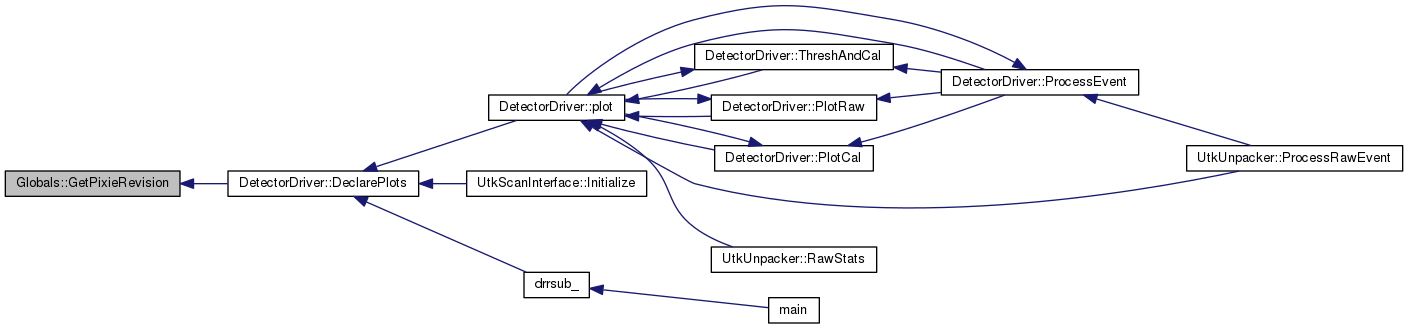 DetectorDriver::ThreshAndCal
DetectorDriver::ProcessEvent
DetectorDriver::plot
DetectorDriver::PlotRaw
DetectorDriver::PlotCal
UtkUnpacker::ProcessRawEvent
Globals::GetPixieRevision
DetectorDriver::DeclarePlots
UtkScanInterface::Initialize
UtkUnpacker::RawStats
drrsub_
main